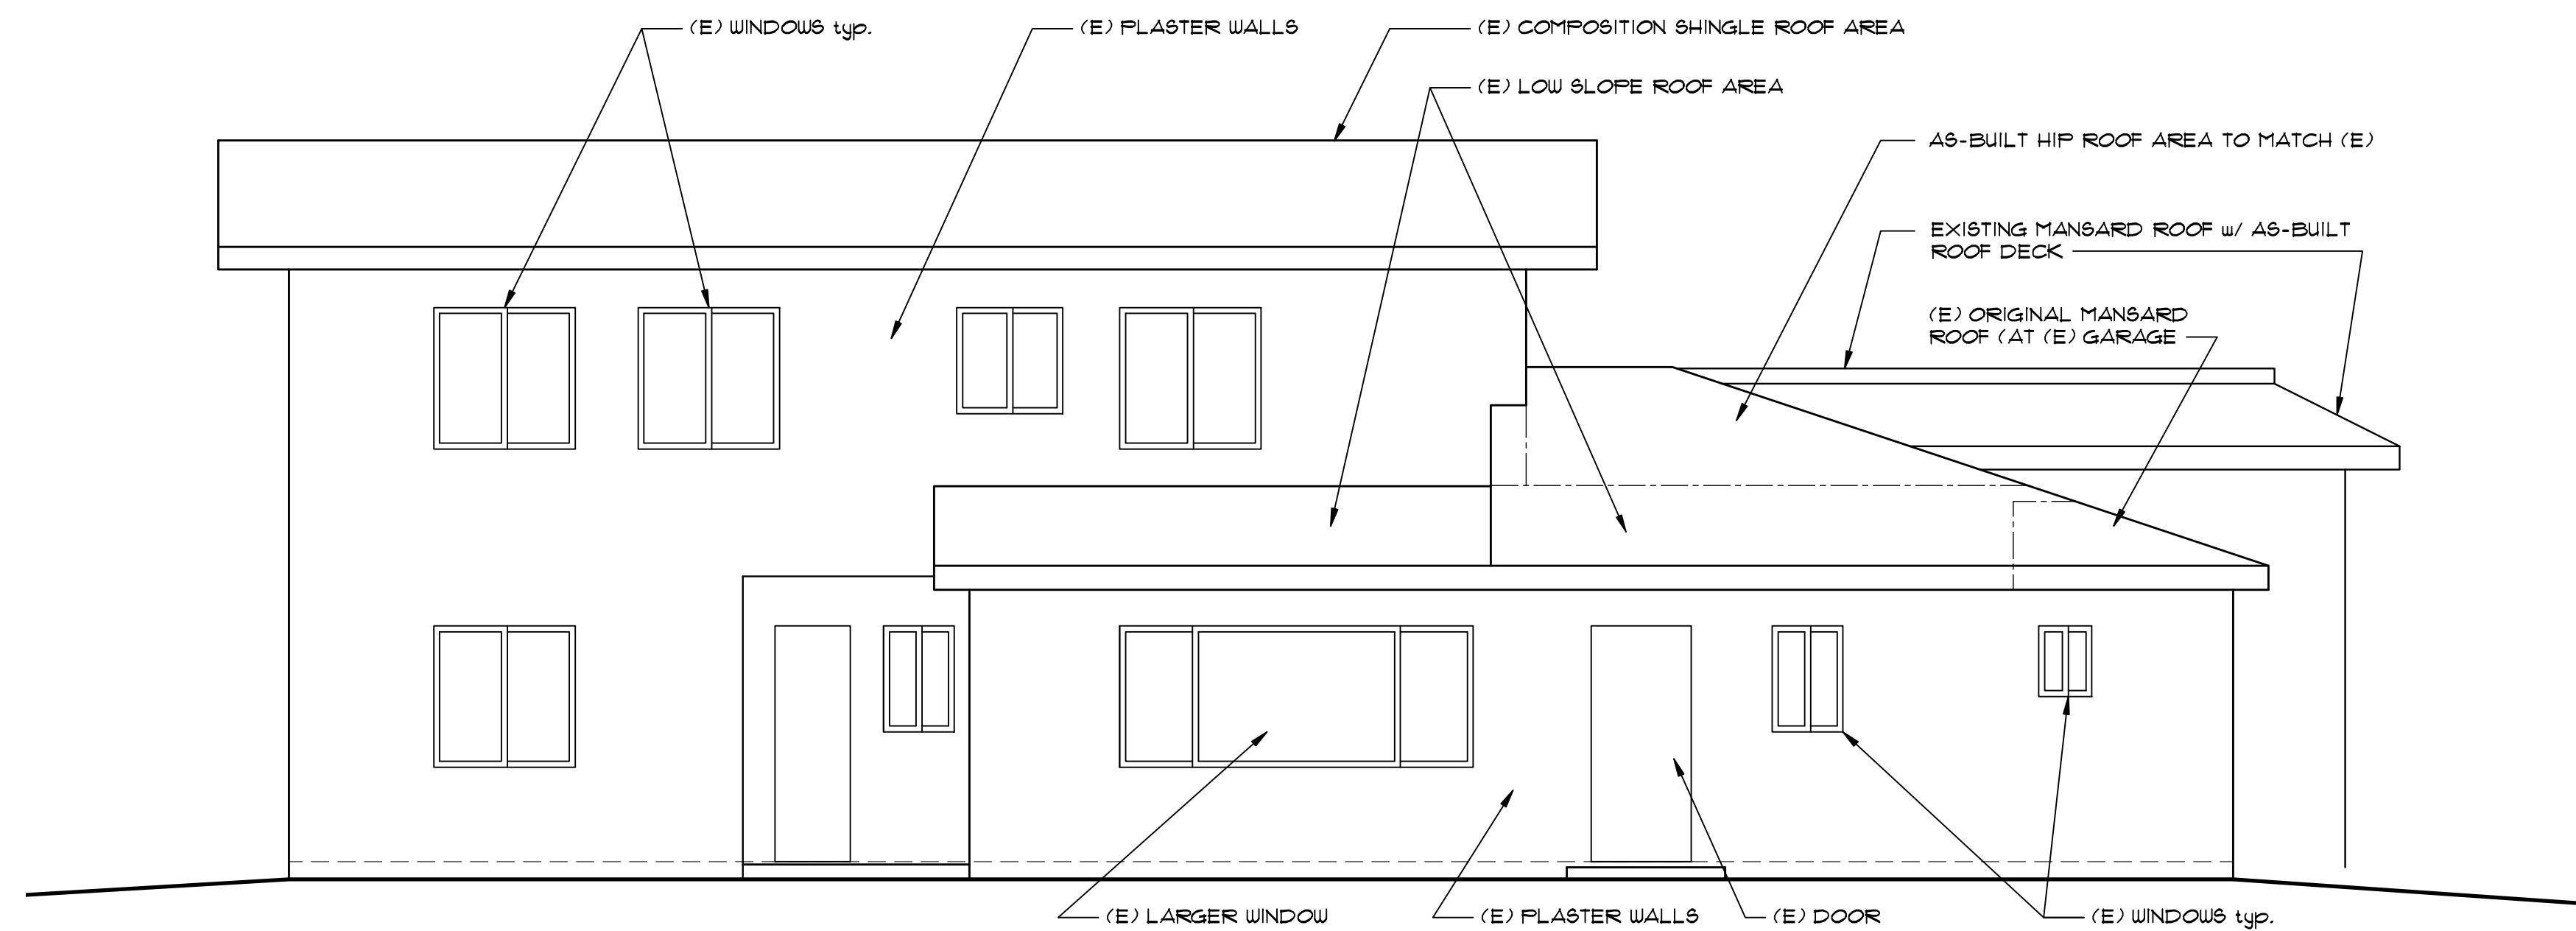 (E) WINDOWS typ.
(E) PLASTER WALLS
(E) COMPOSITION SHINGLE ROOF AREA
(E) LOW SLOPE ROOF AREA
AS-BUILT HIP ROOF AREA TO MATCH (E)
EXISTING MANSARD ROOF w/ AS-BUILT
ROOF DECK
(E) ORIGINAL MANSARD
ROOF (AT (E) GARAGE
(E) LARGER WINDOW
(E) PLASTER WALLS
(E) DOOR
(E) WINDOWS typ.